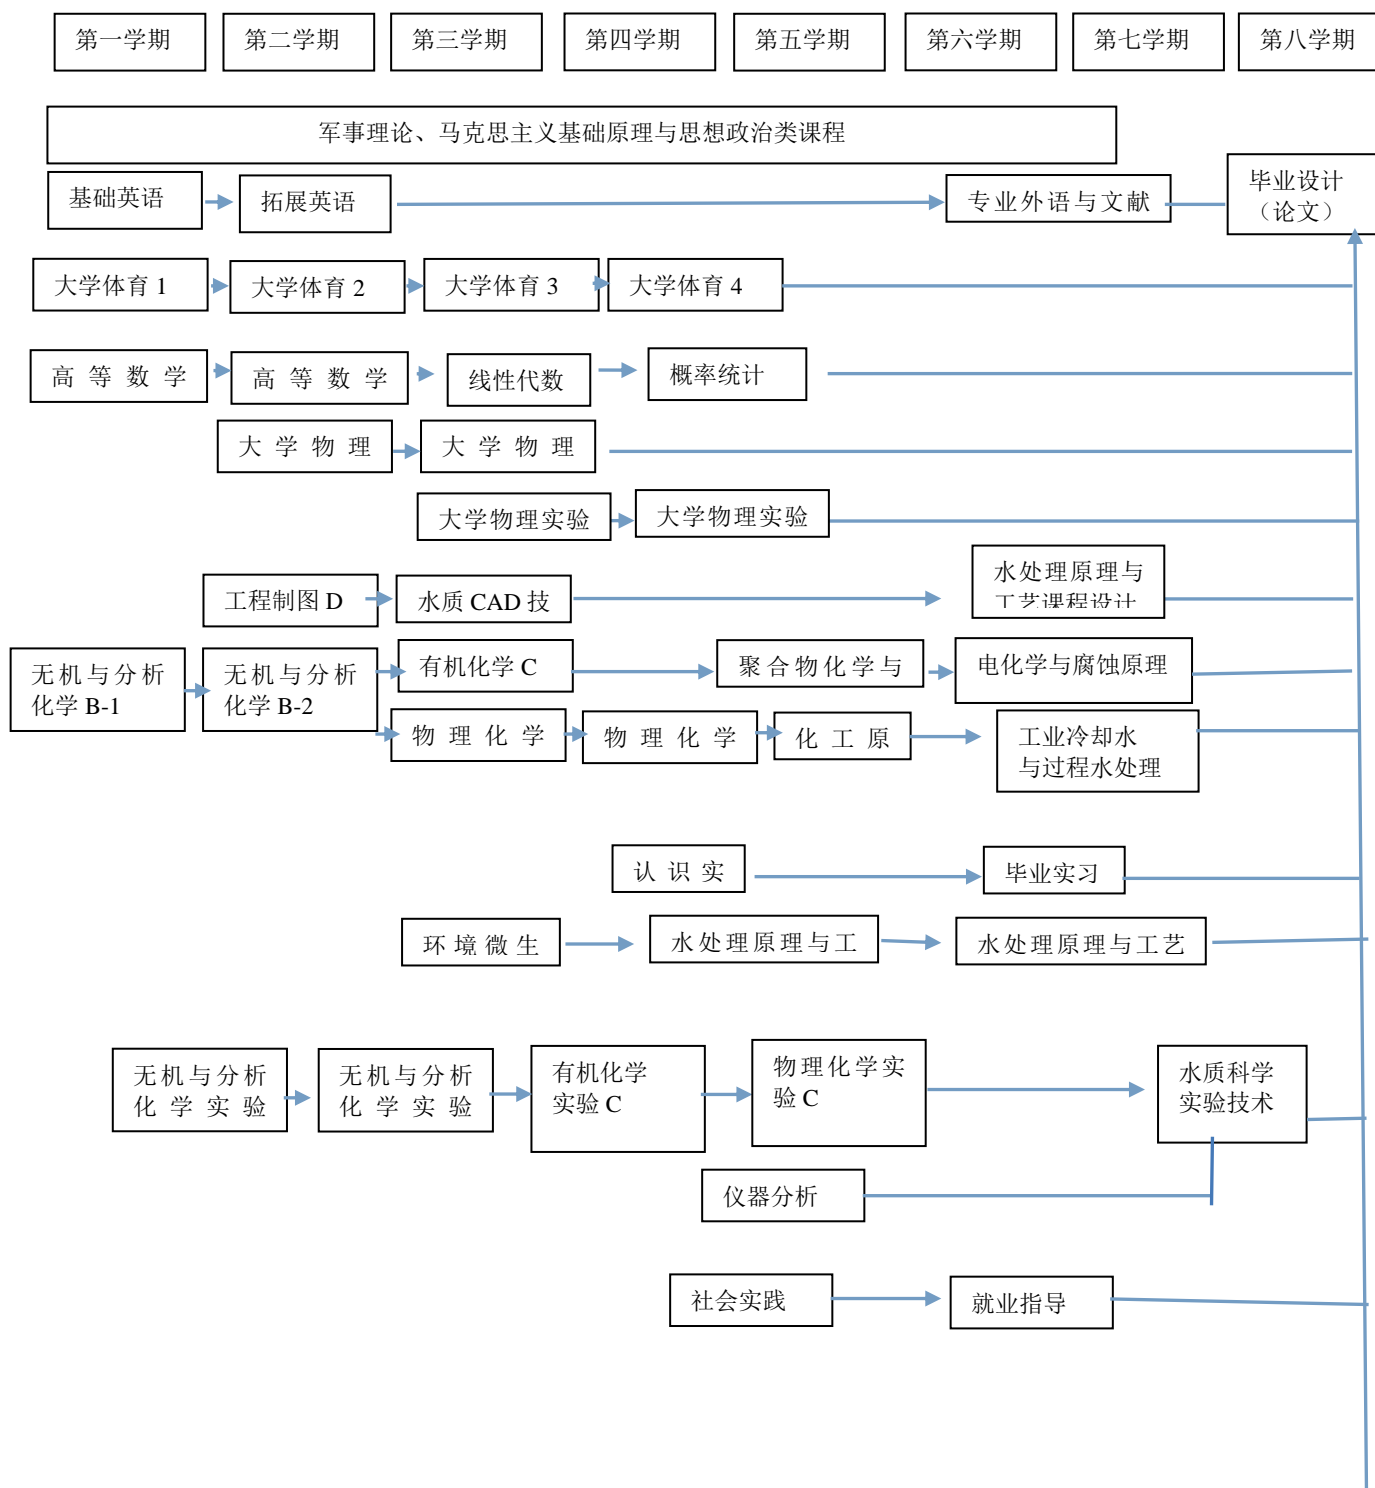 第一学期
第二学期
第三学期
第四学期
第五学期
第六学期
第七学期
第八学期
军事理论、马克思主义基础原理与思想政治类课程
基础英语
拓展英语
专业外语与文献
毕业设计
（论文）
大学体育 1
大学体育 2
大学体育 3
大学体育 4
高等数学
高等数学
线性代数
概率统计
大学物理
大学物理
大学物理实验
大学物理实验
工程制图 D
水质 CAD 技
水处理原理与
工艺课程设计
无机与分析
化学 B-1
无机与分析
化学 B-2
有机化学 C
聚合物化学与
电化学与腐蚀原理
物理化学
物理化学
化工原
工业冷却水
与过程水处理
认识实
毕业实习
环境微生
水处理原理与工
水处理原理与工艺
无机与分析
化学实验
无机与分析
化学实验
有机化学
实验 C
物理化学实
验 C
水质科学
实验技术
仪器分析
社会实践
就业指导